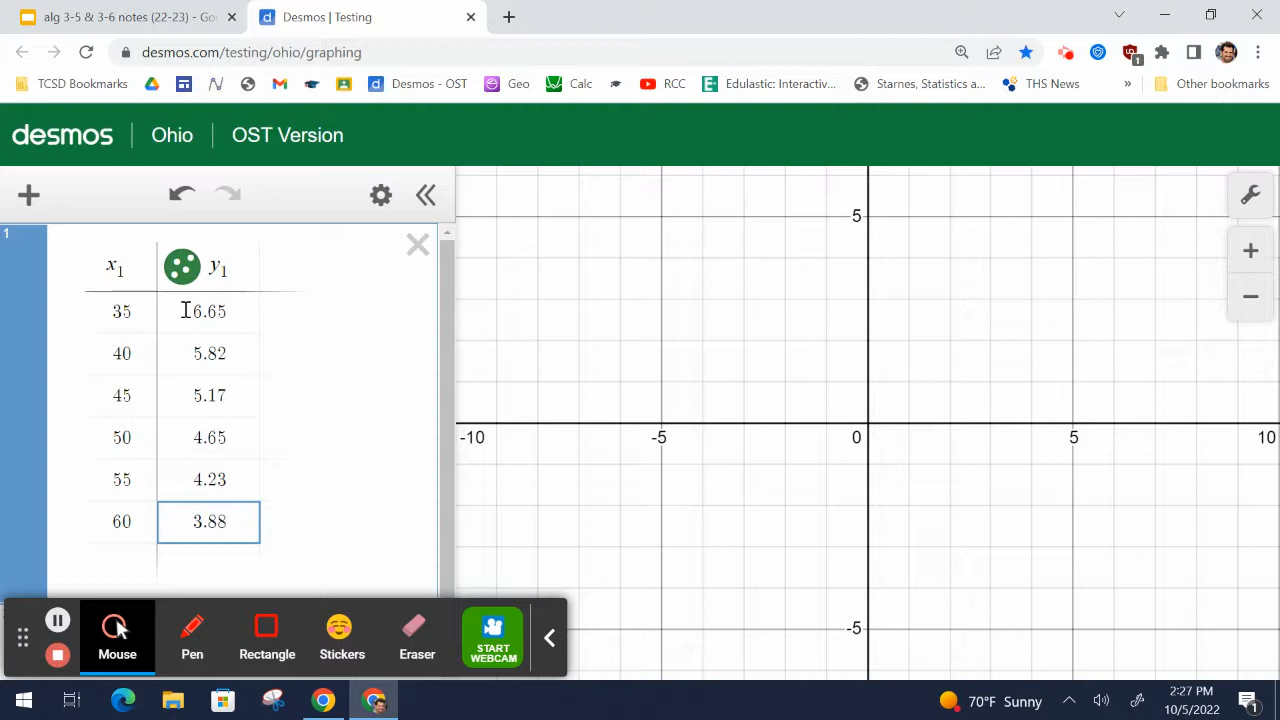 alg 3-5 & 3-6 notes (22-23) - Go
Desmos | Testing
desmos.com/testing/ohio/graphing
1
TCSD Bookmarks
Desmos - OST
Geo
Calc
RCC
Edulastic: Interactiv...
Starnes, Statistics a...
THS News
»
Other bookmarks
desmos
Ohio
OST Version
1
x1 y1
35 6.65
40 5.82
45 5.17
50 4.65
55 4.23
60 3.88
5
-10 -5 0 5 10
-5
Mouse
Pen
Rectangle
Stickers
Eraser
START
WEBCAM
70°F Sunny
2:27 PM
10/5/2022
1